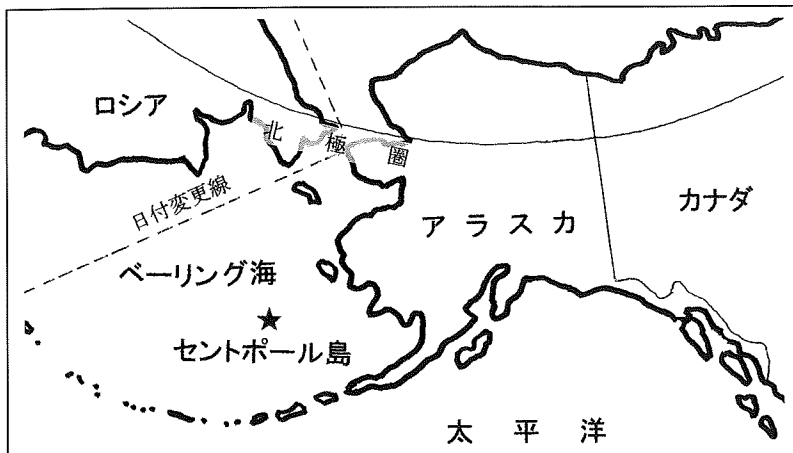 ロシア
北極圏
日付変更線
カナダ
アラスカ
ベーリング海
セントポール島
太平洋